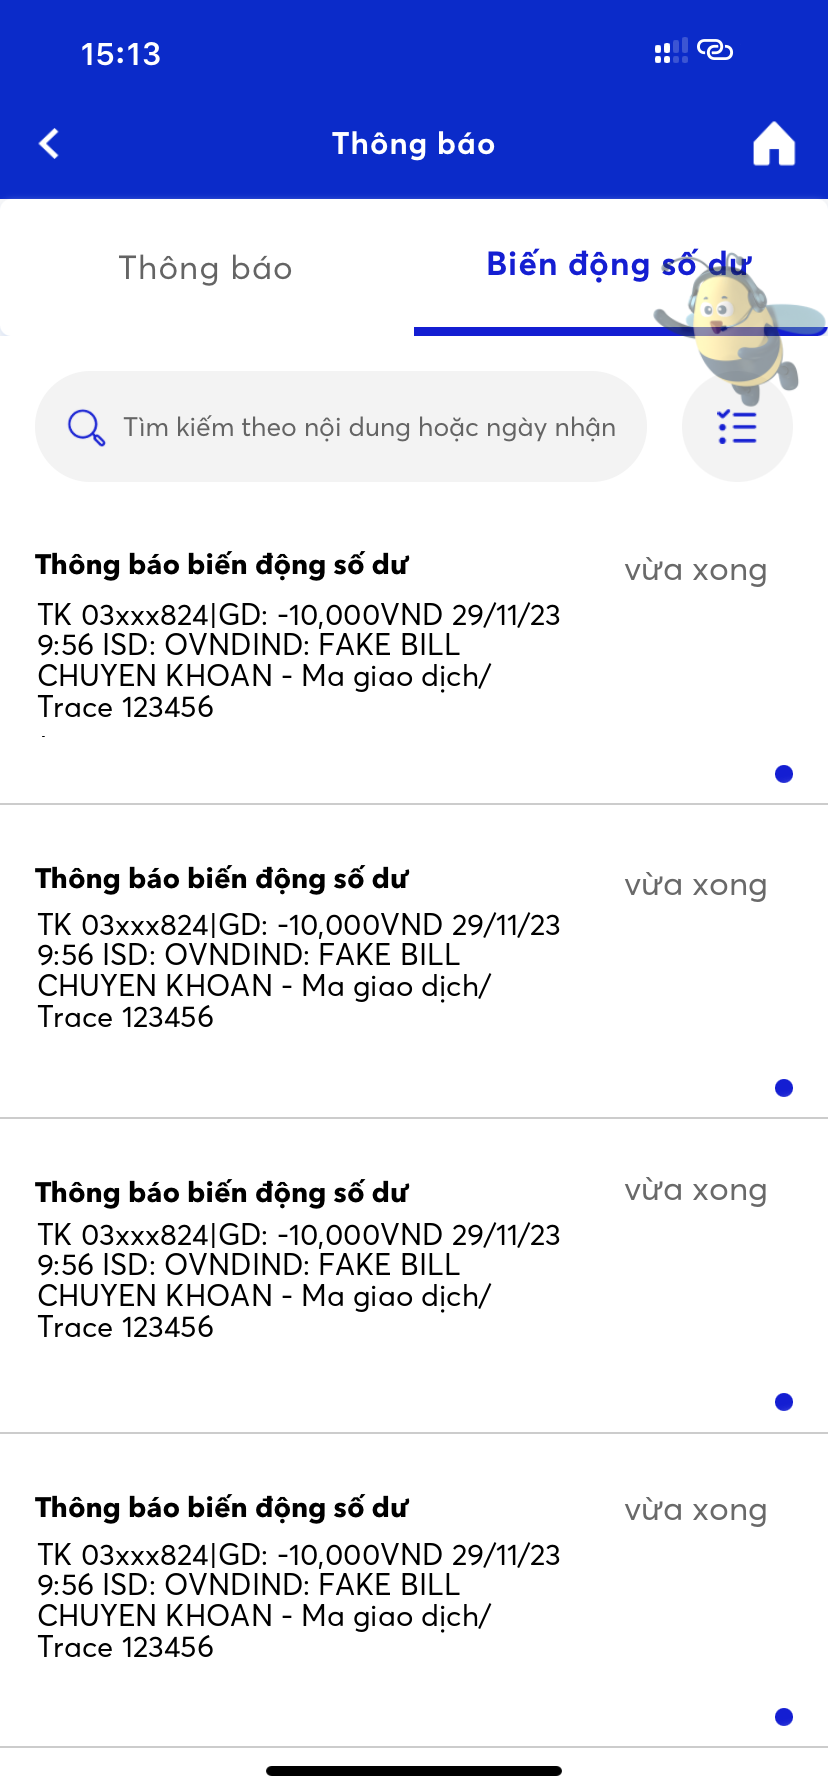 15:13
Thông báo
Thông báo
Biến động số dư
Tìm kiếm theo nội dung hoặc ngày nhận
Thông báo biến động số dư
vừa xong
TK 03xxx824|GD: -10,000VND 29/11/23
9:56 ISD: OVNDIND: FAKE BILL
CHUYEN KHOAN - Ma giao dịch/
Trace 123456
Thông báo biến động số dư
vừa xong
TK 03xxx824|GD: -10,000VND 29/11/23
9:56 ISD: OVNDIND: FAKE BILL
CHUYEN KHOAN - Ma giao dịch/
Trace 123456
Thông báo biến động số dư
vừa xong
TK 03xxx824|GD: -10,000VND 29/11/23
9:56 ISD: OVNDIND: FAKE BILL
CHUYEN KHOAN - Ma giao dịch/
Trace 123456
Thông báo biến động số dư
vừa xong
TK 03xxx824|GD: -10,000VND 29/11/23
9:56 ISD: OVNDIND: FAKE BILL
CHUYEN KHOAN - Ma giao dịch/
Trace 123456